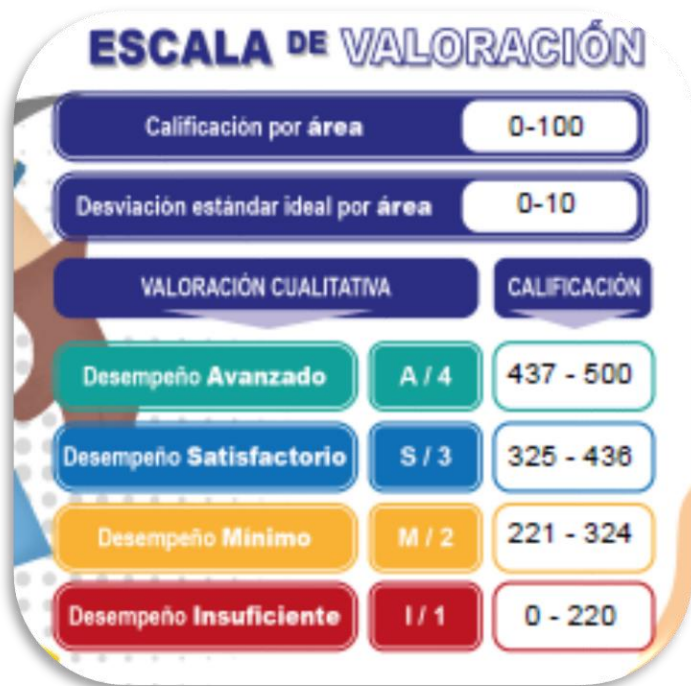 ESCALA DE VALORACIÓN
Calificación por área 0-100
Desviación estándar ideal por área 0-10
VALORACIÓN CUALITATIVA CALIFICACIÓN
Desempeño Avanzado A / 4 437 - 500
Desempeño Satisfactorio S / 3 325 - 436
Desempeño Mínimo M / 2 221 - 324
Desempeño Insuficiente I / 1 0 - 220